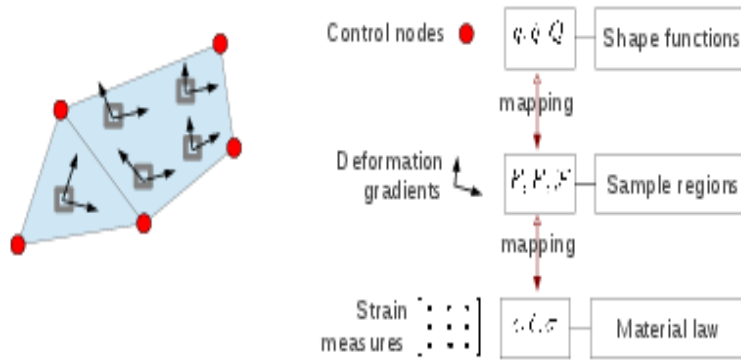 Control nodes
Shape functions
mapping
Deformation
gradients
Sample regions
mapping
Strain
measures
Material law